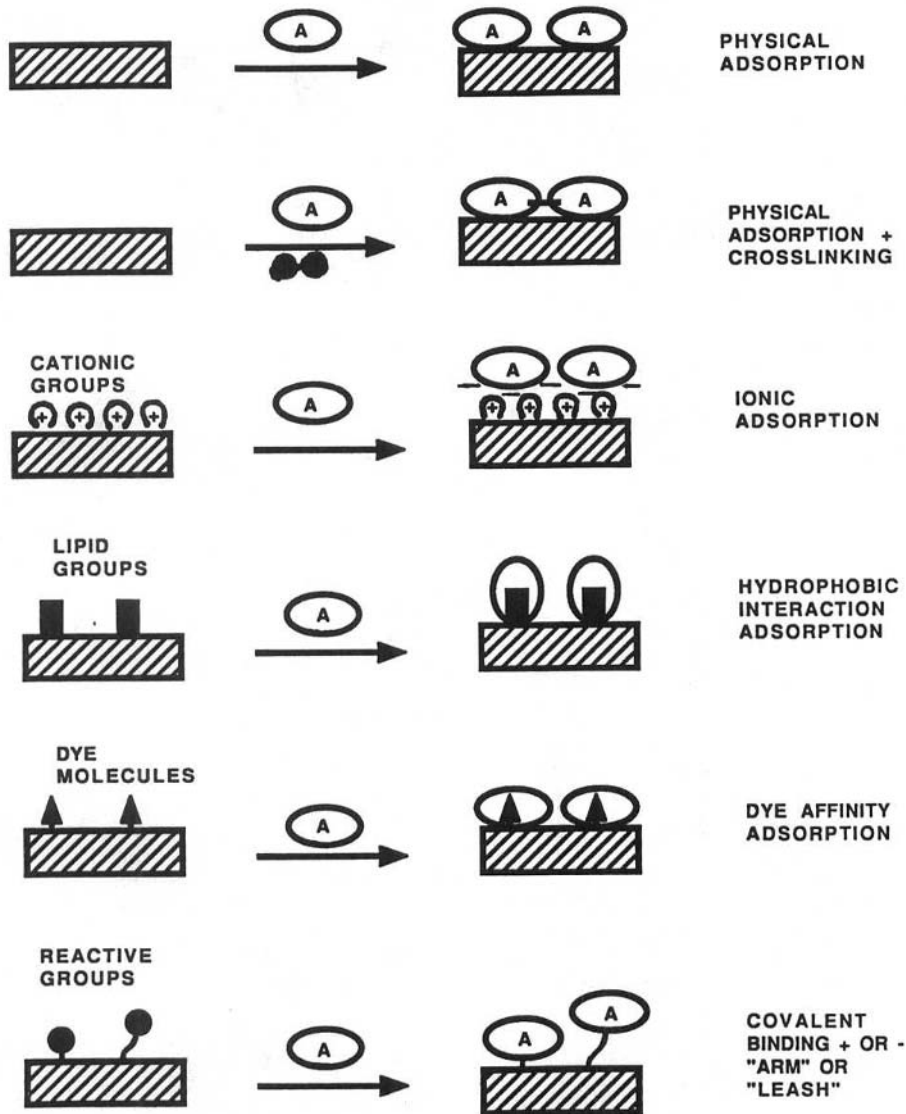 A
A
A
PHYSICAL
ADSORPTION
A
A
A
PHYSICAL
ADSORPTION +
CROSSLINKING
CATIONIC
GROUPS
+ + + +
A
A
A
+ + + +
IONIC
ADSORPTION
LIPID
GROUPS
A
HYDROPHOBIC
INTERACTION
ADSORPTION
DYE
MOLECULES
A
DYE AFFINITY
ADSORPTION
REACTIVE
GROUPS
A
A
A
COVALENT
BINDING + OR -
"ARM" OR
"LEASH"